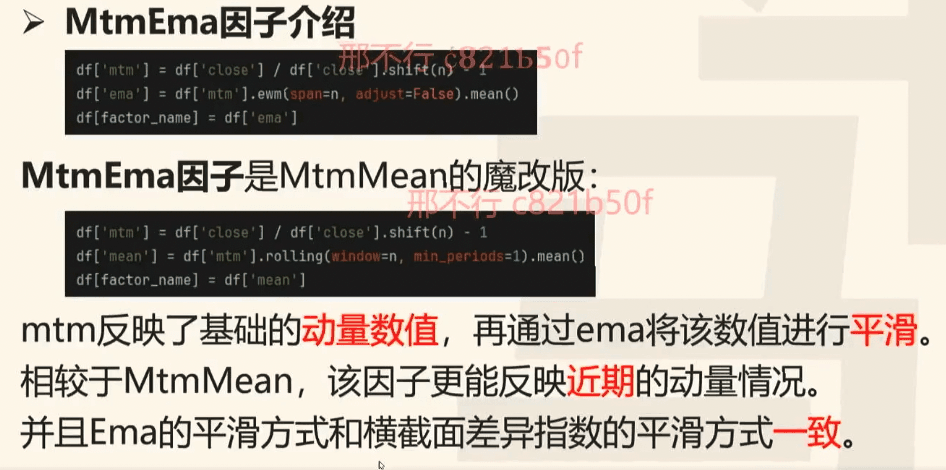 ➢ MtmEma因子介绍
邢不行 c821b50f
df['mtm'] = df['close'] / df['close'].shift(n) - 1
df['ema'] = df['mtm'].ewm(span=n, adjust=False).mean()
df[factor_name] = df['ema']
MtmEma因子是MtmMean的魔改版：
邢不行 c821b50f
df['mtm'] = df['close'] / df['close'].shift(n) - 1
df['mean'] = df['mtm'].rolling(window=n, min_periods=1).mean()
df[factor_name] = df['mean']
mtm反映了基础的动量数值，再通过ema将该数值进行平滑。
相较于MtmMean，该因子更能反映近期的动量情况。
并且Ema的平滑方式和横截面差异指数的平滑方式一致。